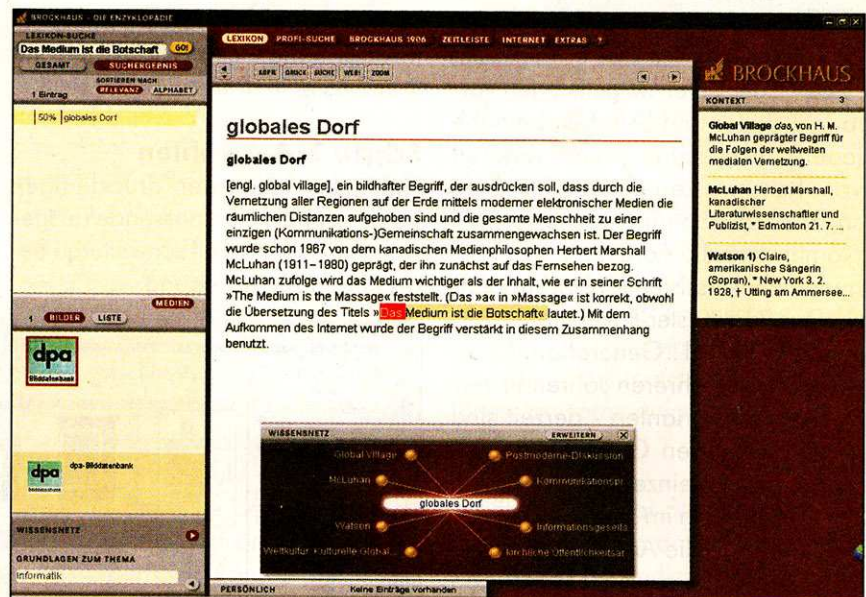 BROCKHAUS - DIE ENZYKLOPÄDIE
LEXIKON-SUCHE
Das Medium ist die Botschaft GO!
GESAMT SUCHERGEBNIS
SORTIEREN NACH
1 Eintrag RELEVANZ ALPHABET
50% globales Dorf
MEDIEN
1 BILDER LISTE
dpa
Bilddatenbank
dpa dpa-Bilddatenbank
WISSENSNETZ
GRUNDLAGEN ZUM THEMA
Informatik
LEXIKON PROFI-SUCHE BROCKHAUS 1906 ZEITLEISTE INTERNET EXTRAS ?
KOPIE DRUCK SUCHE WEB! ZOOM
globales Dorf
globales Dorf
[engl. global village], ein bildhafter Begriff, der ausdrücken soll, dass durch die
Vernetzung aller Regionen auf der Erde mittels moderner elektronischer Medien die
räumlichen Distanzen aufgehoben sind und die gesamte Menschheit zu einer
einzigen (Kommunikations-)Gemeinschaft zusammengewachsen ist. Der Begriff
wurde schon 1967 von dem kanadischen Medienphilosophen Herbert Marshall
McLuhan (1911–1980) geprägt, der ihn zunächst auf das Fernsehen bezog.
McLuhan zufolge wird das Medium wichtiger als der Inhalt, wie er in seiner Schrift
»The Medium is the Massage« feststellt. (Das »a« in »Massage« ist korrekt, obwohl
die Übersetzung des Titels »Das Medium ist die Botschaft« lautet.) Mit dem
Aufkommen des Internet wurde der Begriff verstärkt in diesem Zusammenhang
benutzt.
WISSENSNETZ ERWEITERN X
Global Village Postmoderne-Diskussion
McLuhan Kommunikationspr
globales Dorf
Watson Informationsgesells
Weltkultur: Kulturelle Global...
PERSÖNLICH Keine Einträge vorhanden
BROCKHAUS
KONTEXT 3
Global Village das, von H. M.
McLuhan geprägter Begriff für
die Folgen der weltweiten
medialen Vernetzung.
McLuhan Herbert Marshall,
kanadischer
Literaturwissenschaftler und
Publizist, * Edmonton 21. 7. ...
Watson 1) Claire,
amerikanische Sängerin
(Sopran), * New York 3. 2.
1928, † Utting am Ammersee...